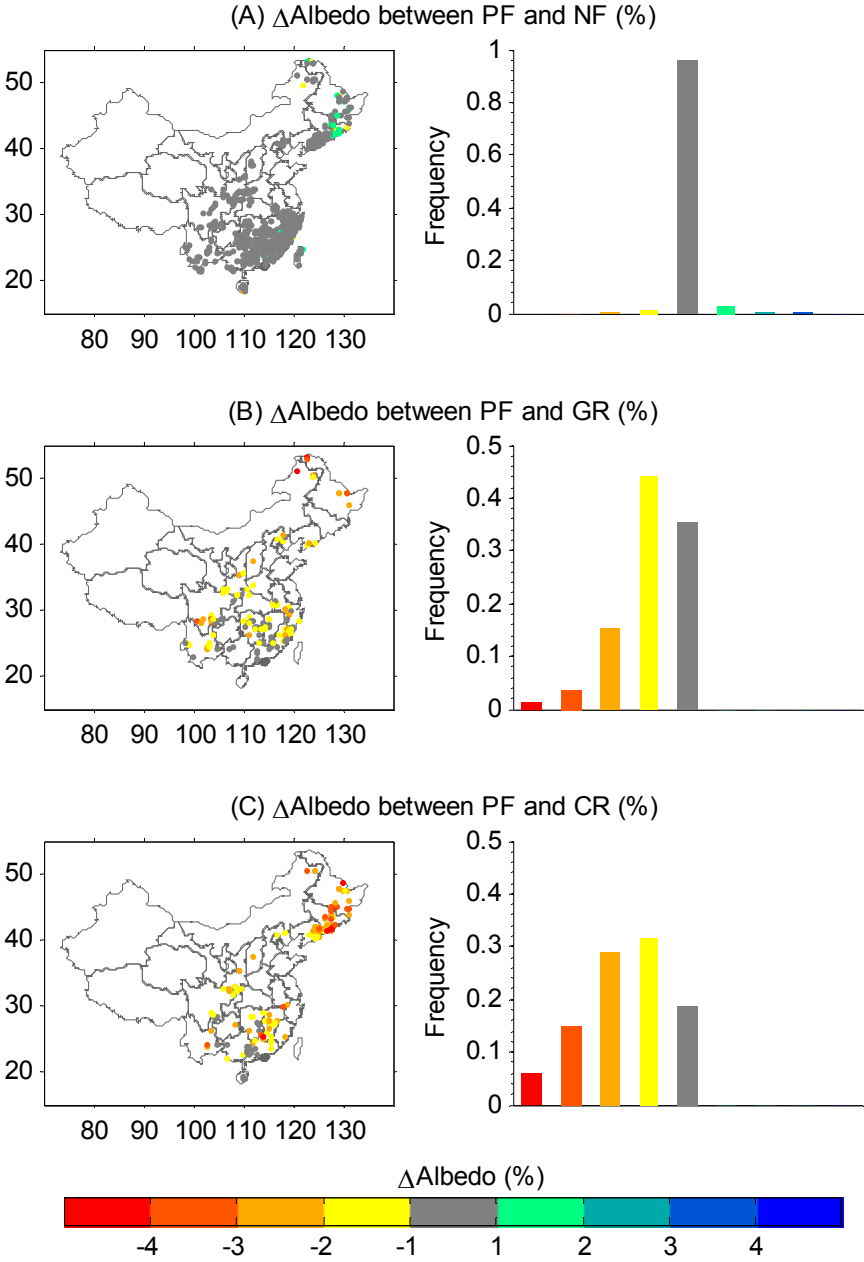 (A) ΔAlbedo between PF and NF (%)
50
40
30
20
80 90 100 110 120 130
Frequency
1
0.8
0.6
0.4
0.2
0
(B) ΔAlbedo between PF and GR (%)
50
40
30
20
80 90 100 110 120 130
Frequency
0.5
0.4
0.3
0.2
0.1
0
(C) ΔAlbedo between PF and CR (%)
50
40
30
20
80 90 100 110 120 130
Frequency
0.5
0.4
0.3
0.2
0.1
0
ΔAlbedo (%)
-4 -3 -2 -1 1 2 3 4